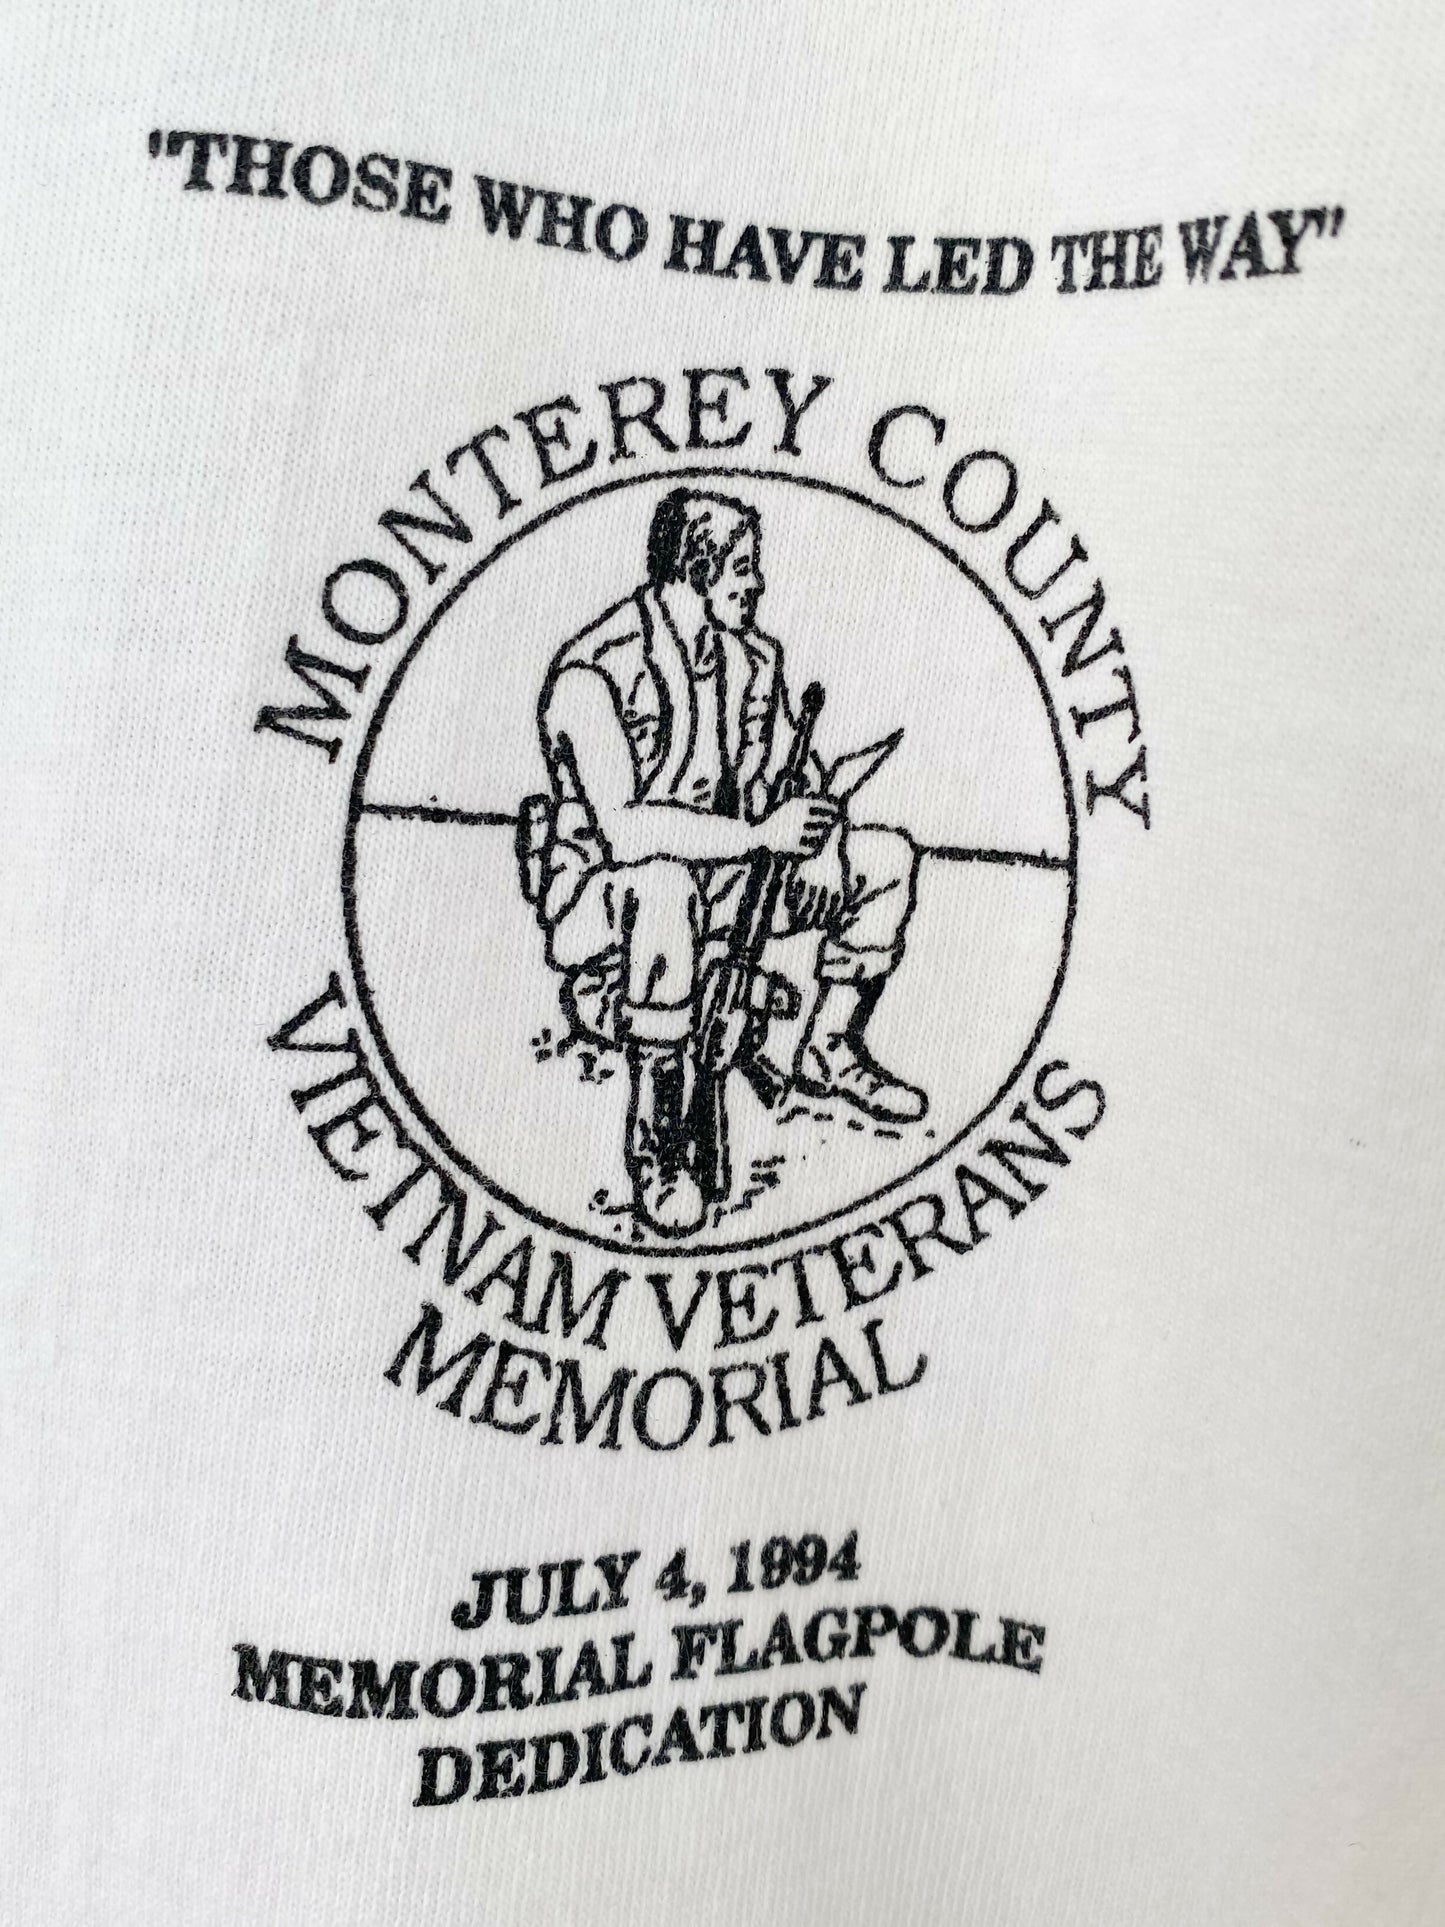 "THOSE WHO HAVE LED THE WAY"
MONTEREY COUNTY
VIETNAM VETERANS
MEMORIAL
JULY 4, 1994
MEMORIAL FLAGPOLE
DEDICATION